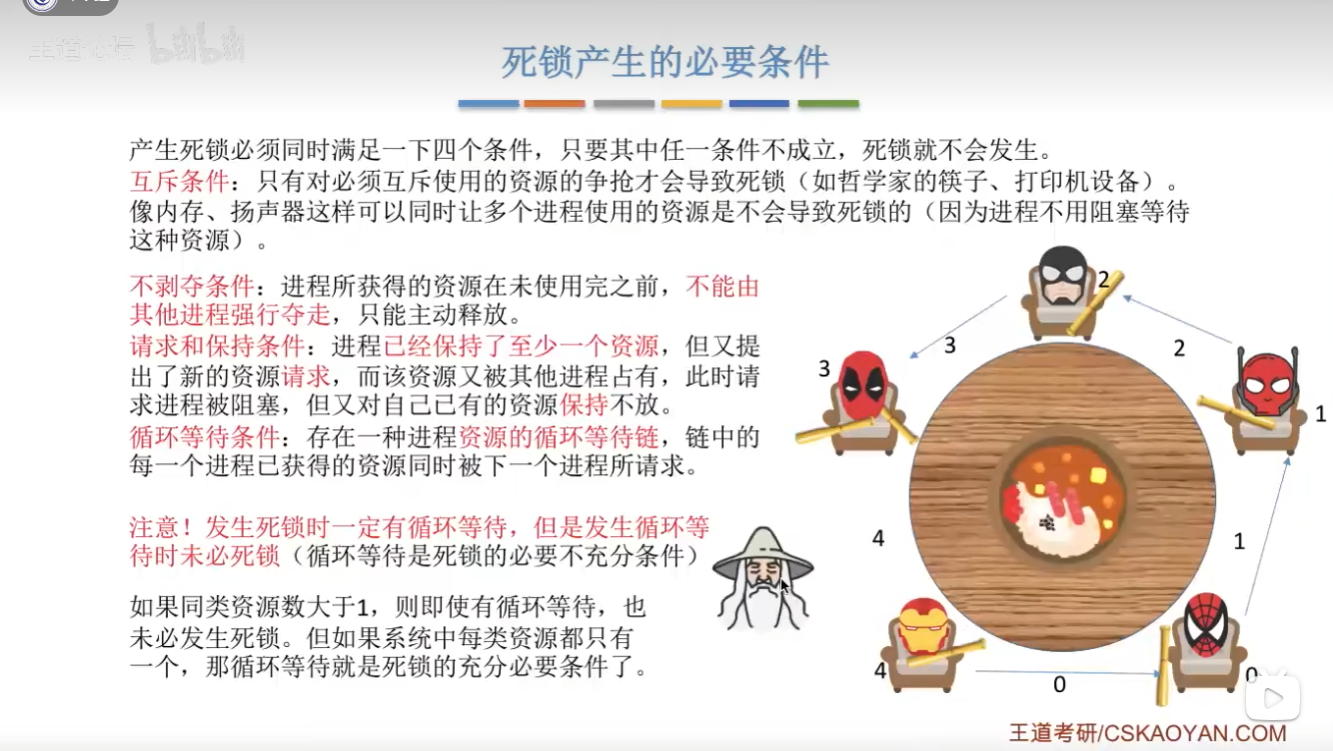 王道论坛 bilibili
死锁产生的必要条件
产生死锁必须同时满足一下四个条件，只要其中任一条件不成立，死锁就不会发生。
互斥条件：只有对必须互斥使用的资源的争抢才会导致死锁（如哲学家的筷子、打印机设备）。
像内存、扬声器这样可以同时让多个进程使用的资源是不会导致死锁的（因为进程不用阻塞等待
这种资源）。
不剥夺条件：进程所获得的资源在未使用完之前，不能由
其他进程强行夺走，只能主动释放。
请求和保持条件：进程已经保持了至少一个资源，但又提
出了新的资源请求，而该资源又被其他进程占有，此时请
求进程被阻塞，但又对自己己有的资源保持不放。
循环等待条件：存在一种进程资源的循环等待链，链中的
每一个进程已获得的资源同时被下一个进程所请求。
注意！发生死锁时一定有循环等待，但是发生循环等
待时未必死锁（循环等待是死锁的必要不充分条件）
如果同类资源数大于1，则即使有循环等待，也
未必发生死锁。但如果系统中每类资源都只有
一个，那循环等待就是死锁的充分必要条件了。
2
3
2
3
1
4
1
4
0
0
王道考研/CSKAOYAN.COM